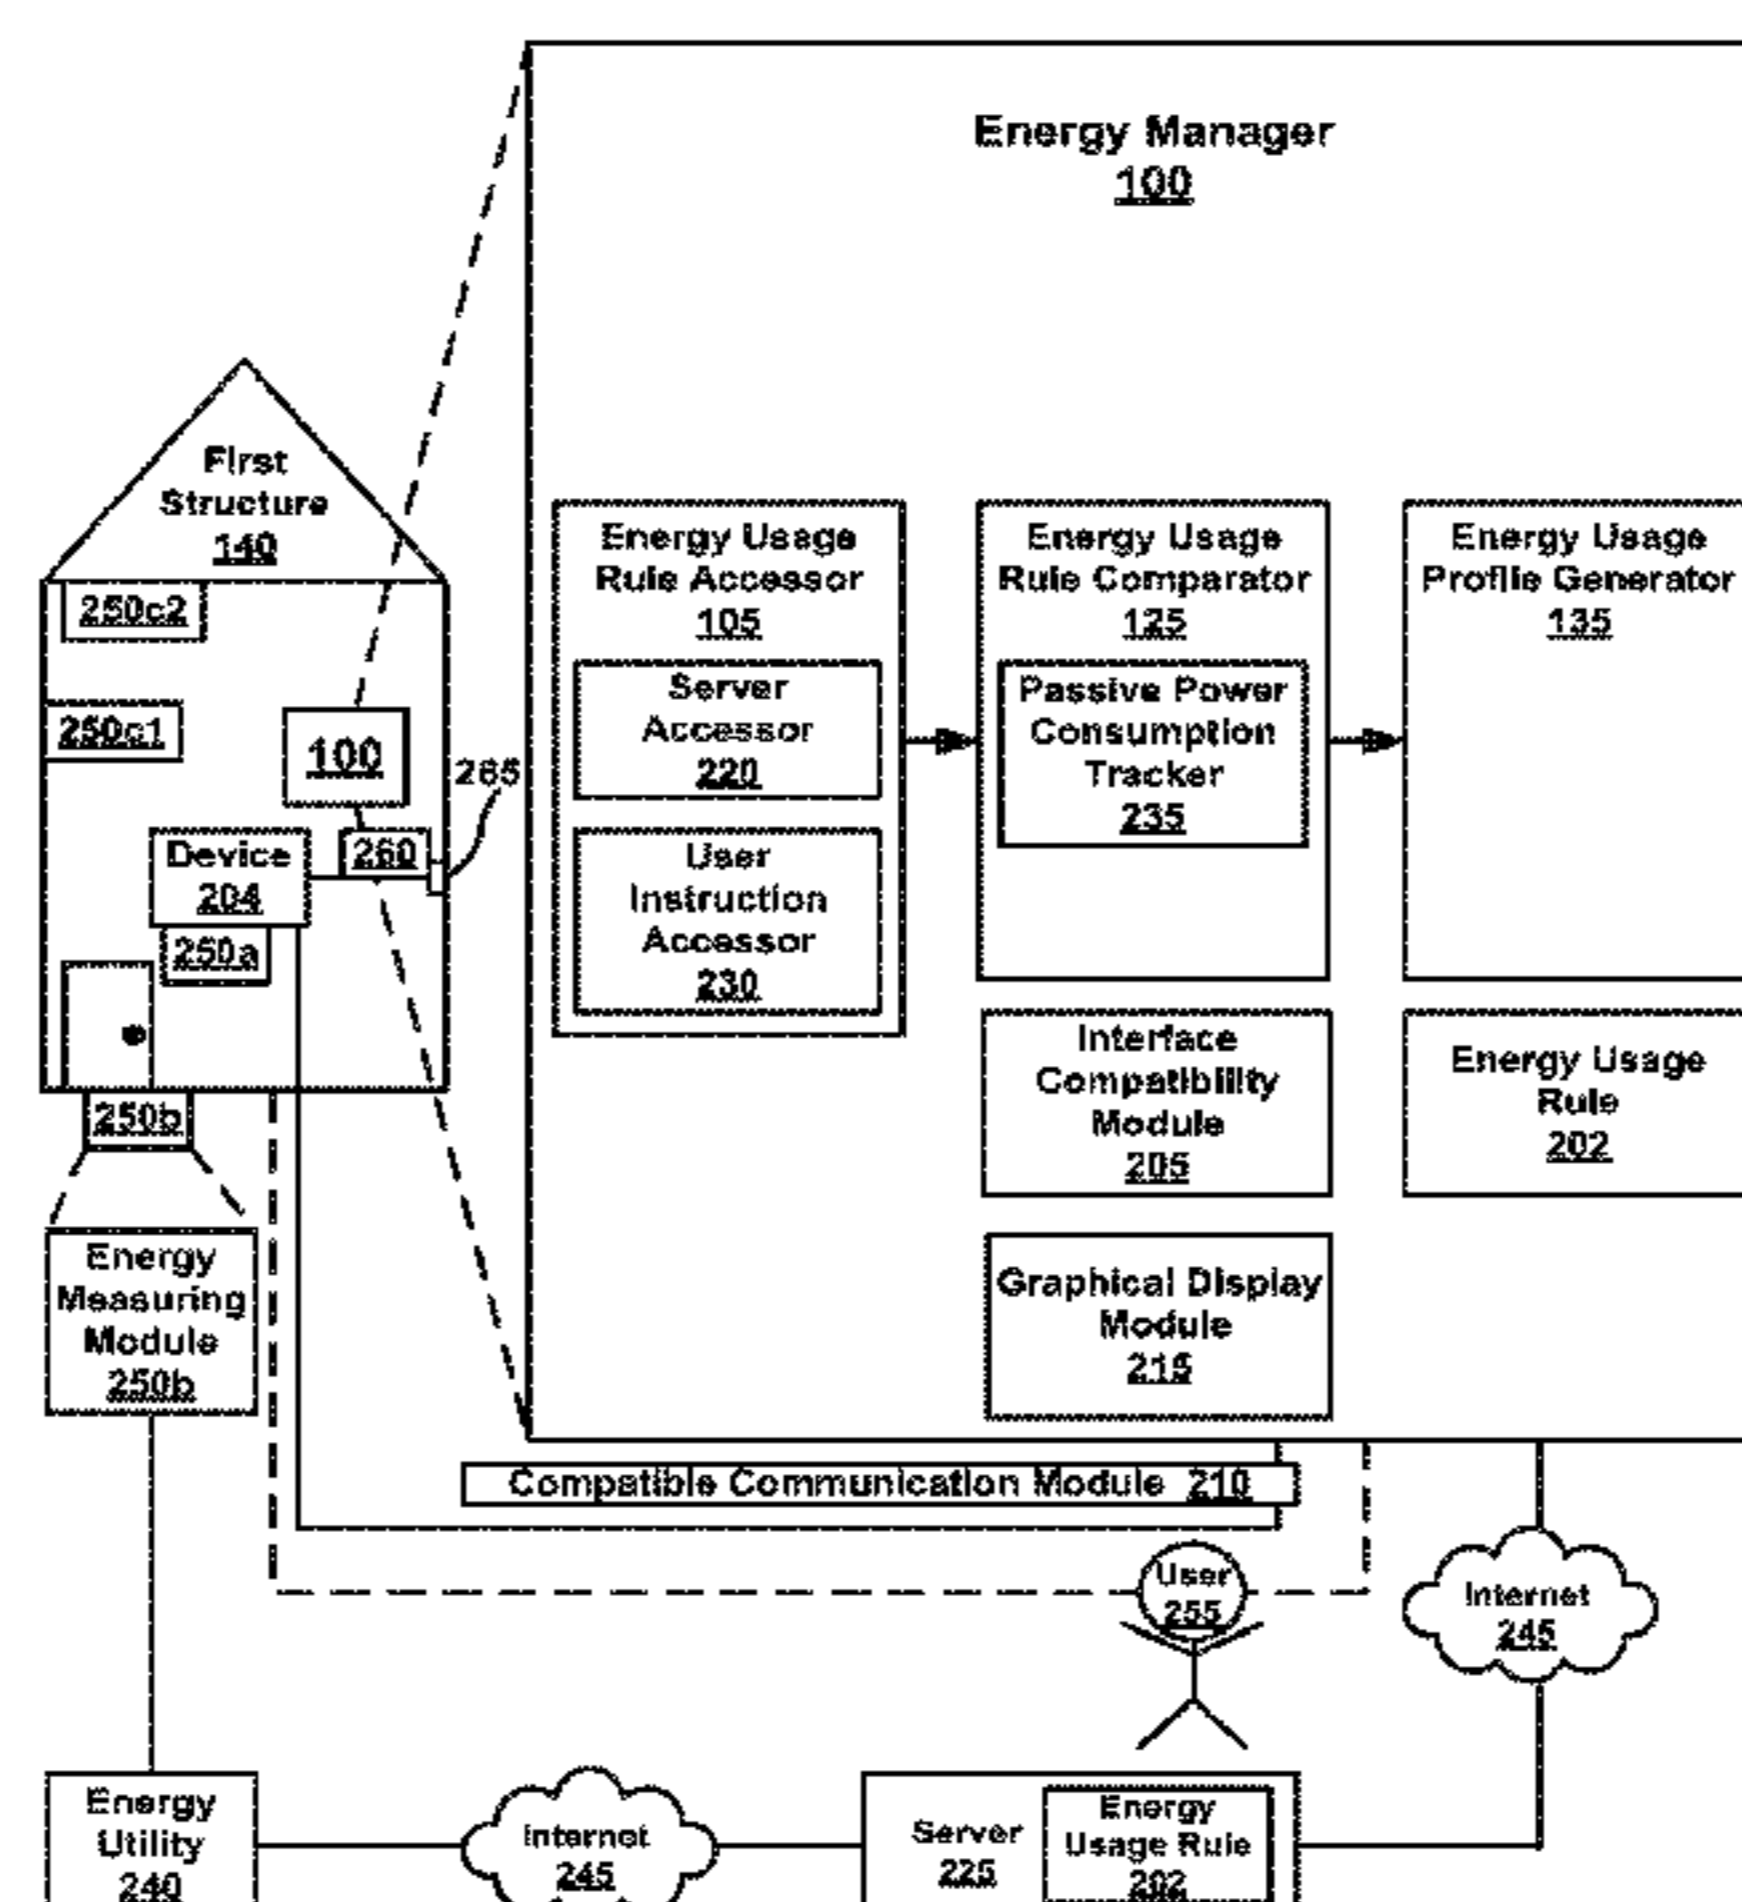 Energy Manager
100
First
Structure
140
250c2
250c1
100
265
Device
204
260
250a
250b
Energy Usage
Rule Accessor
105
Server
Accessor
220
User
Instruction
Accessor
230
Energy Usage
Rule Comparator
125
Passive Power
Consumption
Tracker
235
Energy Usage
Profile Generator
135
Interface
Compatibility
Module
205
Energy Usage
Rule
202
Graphical Display
Module
215
Energy
Measuring
Module
250b
Compatible Communication Module 210
User
255
Internet
245
Energy
Utility
240
Internet
245
Server
225
Energy
Usage Rule
202